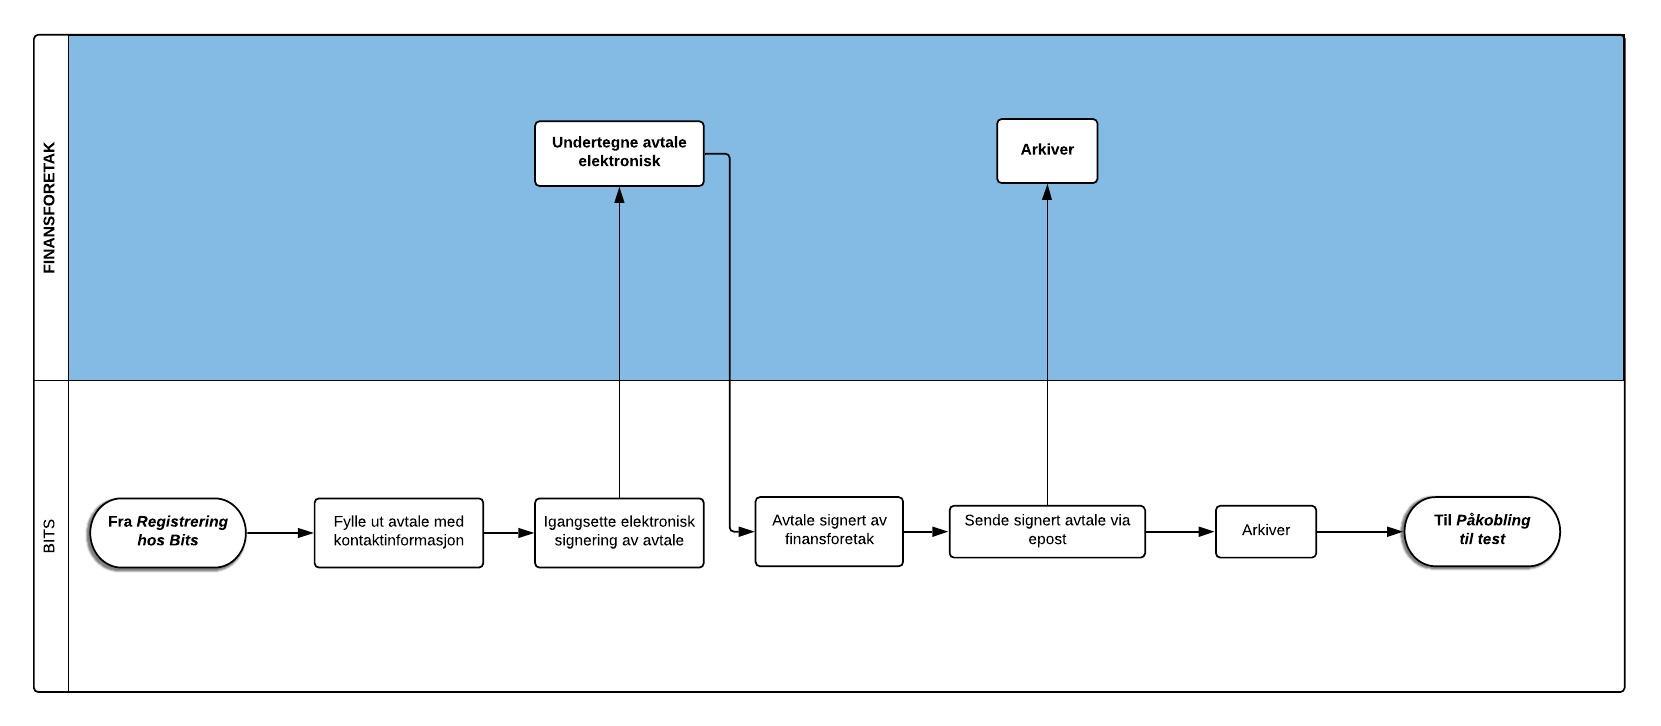 FINANSFORETAK
Undertegne avtale
elektronisk
Arkiver
BITS
Fra Registrering
hos Bits
Fylle ut avtale med
kontaktinformasjon
Igangsette elektronisk
signering av avtale
Avtale signert av
finansforetak
Sende signert avtale via
epost
Arkiver
Til Påkobling
til test